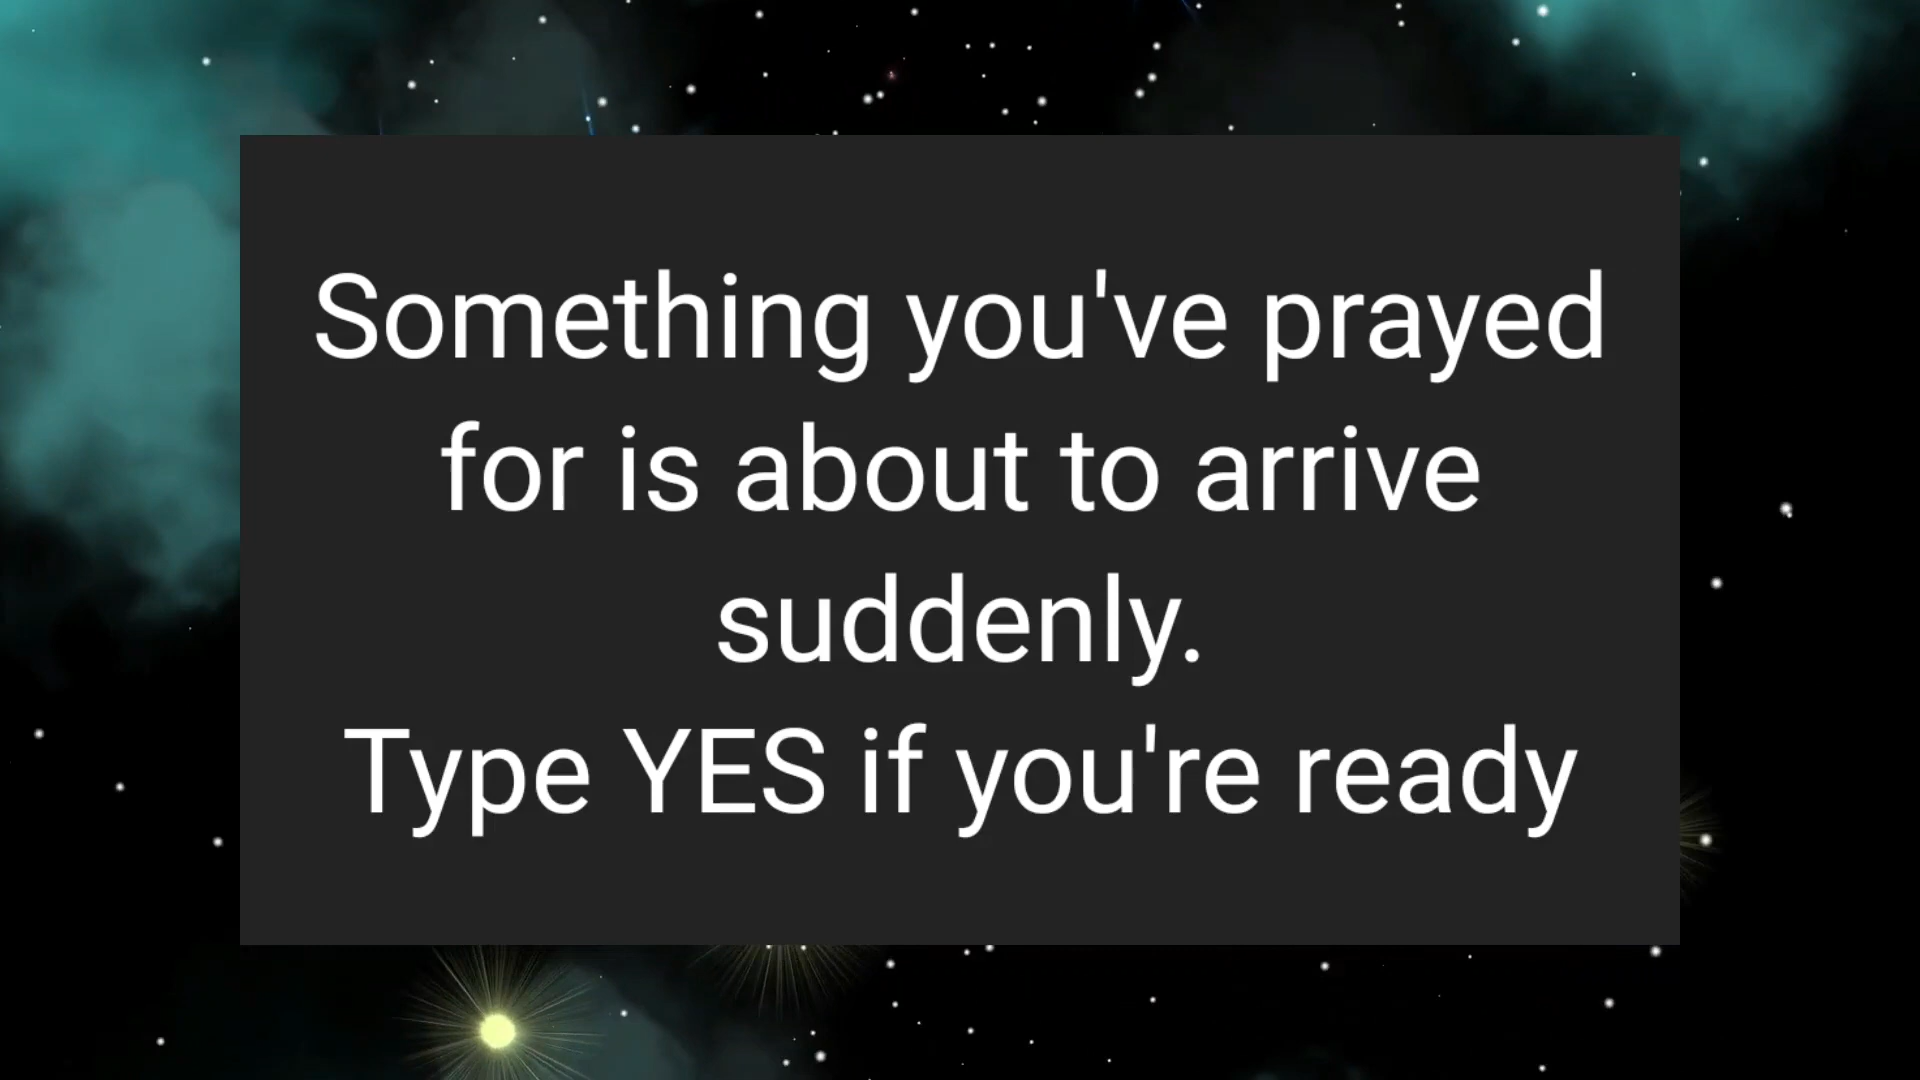 Something you've prayed
for is about to arrive
suddenly.
Type YES if you're ready